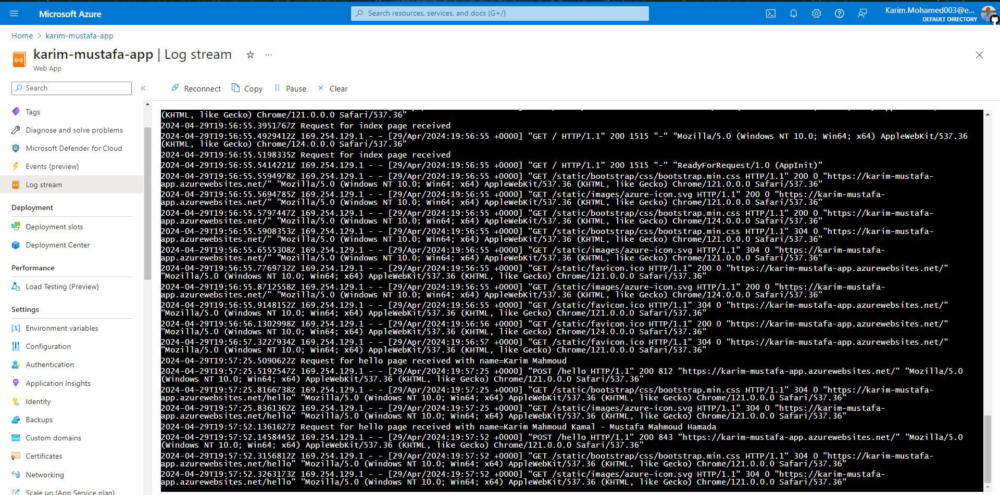 Microsoft Azure
Search resources, services, and docs (G+/)
Karim.Mohamed003@e...
DEFAULT DIRECTORY
Home > karim-mustafa-app
karim-mustafa-app | Log stream
Web App
Search
Reconnect Copy Pause Clear
Tags
Diagnose and solve problems
Microsoft Defender for Cloud
Events (preview)
Log stream
Deployment
Deployment slots
Deployment Center
Performance
Load Testing (Preview)
Settings
Environment variables
Configuration
Authentication
Application Insights
Identity
Backups
Custom domains
Certificates
Networking
Scale up (App Service plan)
(KHTML, like Gecko) Chrome/121.0.0.0 Safari/537.36"
2024-04-29T19:56:55.3951767Z Request for index page received
2024-04-29T19:56:55.4929412Z 169.254.129.1 - - [29/Apr/2024:19:56:55 +0000] "GET / HTTP/1.1" 200 1515 "-" "Mozilla/5.0 (Windows NT 10.0; Win64; x64) AppleWebKit/537.36
(KHTML, like Gecko) Chrome/124.0.0.0 Safari/537.36"
2024-04-29T19:56:55.5198335Z Request for index page received
2024-04-29T19:56:55.5414221Z 169.254.129.1 - - [29/Apr/2024:19:56:55 +0000] "GET / HTTP/1.1" 200 1515 "-" "ReadyForRequest/1.0 (AppInit)"
2024-04-29T19:56:55.5594978Z 169.254.129.1 - - [29/Apr/2024:19:56:55 +0000] "GET /static/bootstrap/css/bootstrap.min.css HTTP/1.1" 200 0 "https://karim-mustafa-
app.azurewebsites.net/" "Mozilla/5.0 (Windows NT 10.0; Win64; x64) AppleWebKit/537.36 (KHTML, like Gecko) Chrome/121.0.0.0 Safari/537.36"
2024-04-29T19:56:55.5694785Z 169.254.129.1 - - [29/Apr/2024:19:56:55 +0000] "GET /static/images/azure-icon.svg HTTP/1.1" 200 0 "https://karim-mustafa-
app.azurewebsites.net/" "Mozilla/5.0 (Windows NT 10.0; Win64; x64) AppleWebKit/537.36 (KHTML, like Gecko) Chrome/121.0.0.0 Safari/537.36"
2024-04-29T19:56:55.5797447Z 169.254.129.1 - - [29/Apr/2024:19:56:55 +0000] "GET /static/bootstrap/css/bootstrap.min.css HTTP/1.1" 200 0 "https://karim-mustafa-
app.azurewebsites.net/" "Mozilla/5.0 (Windows NT 10.0; Win64; x64) AppleWebKit/537.36 (KHTML, like Gecko) Chrome/124.0.0.0 Safari/537.36"
2024-04-29T19:56:55.5908353Z 169.254.129.1 - - [29/Apr/2024:19:56:55 +0000] "GET /static/bootstrap/css/bootstrap.min.css HTTP/1.1" 304 0 "https://karim-mustafa-
app.azurewebsites.net/" "Mozilla/5.0 (Windows NT 10.0; Win64; x64) AppleWebKit/537.36 (KHTML, like Gecko) Chrome/121.0.0.0 Safari/537.36"
2024-04-29T19:56:55.6555308Z 169.254.129.1 - - [29/Apr/2024:19:56:55 +0000] "GET /static/images/azure-icon.svg HTTP/1.1" 304 0 "https://karim-mustafa-
app.azurewebsites.net/" "Mozilla/5.0 (Windows NT 10.0; Win64; x64) AppleWebKit/537.36 (KHTML, like Gecko) Chrome/121.0.0.0 Safari/537.36"
2024-04-29T19:56:55.7769732Z 169.254.129.1 - - [29/Apr/2024:19:56:55 +0000] "GET /static/favicon.ico HTTP/1.1" 200 0 "https://karim-mustafa-app.azurewebsites.net/"
"Mozilla/5.0 (Windows NT 10.0; Win64; x64) AppleWebKit/537.36 (KHTML, like Gecko) Chrome/121.0.0.0 Safari/537.36"
2024-04-29T19:56:55.8712558Z 169.254.129.1 - - [29/Apr/2024:19:56:55 +0000] "GET /static/images/azure-icon.svg HTTP/1.1" 200 0 "https://karim-mustafa-
app.azurewebsites.net/" "Mozilla/5.0 (Windows NT 10.0; Win64; x64) AppleWebKit/537.36 (KHTML, like Gecko) Chrome/124.0.0.0 Safari/537.36"
2024-04-29T19:56:55.9148152Z 169.254.129.1 - - [29/Apr/2024:19:56:55 +0000] "GET /static/favicon.ico HTTP/1.1" 304 0 "https://karim-mustafa-app.azurewebsites.net/"
"Mozilla/5.0 (Windows NT 10.0; Win64; x64) AppleWebKit/537.36 (KHTML, like Gecko) Chrome/121.0.0.0 Safari/537.36"
2024-04-29T19:56:56.1302998Z 169.254.129.1 - - [29/Apr/2024:19:56:56 +0000] "GET /static/favicon.ico HTTP/1.1" 200 0 "https://karim-mustafa-app.azurewebsites.net/"
"Mozilla/5.0 (Windows NT 10.0; Win64; x64) AppleWebKit/537.36 (KHTML, like Gecko) Chrome/124.0.0.0 Safari/537.36"
2024-04-29T19:56:57.3227934Z 169.254.129.1 - - [29/Apr/2024:19:56:57 +0000] "GET /static/favicon.ico HTTP/1.1" 304 0 "https://karim-mustafa-app.azurewebsites.net/"
"Mozilla/5.0 (Windows NT 10.0; Win64; x64) AppleWebKit/537.36 (KHTML, like Gecko) Chrome/121.0.0.0 Safari/537.36"
2024-04-29T19:57:25.5090622Z Request for hello page received with name=Karim Mahmoud
2024-04-29T19:57:25.5192547Z 169.254.129.1 - - [29/Apr/2024:19:57:25 +0000] "POST /hello HTTP/1.1" 200 812 "https://karim-mustafa-app.azurewebsites.net/" "Mozilla/5.0
(Windows NT 10.0; Win64; x64) AppleWebKit/537.36 (KHTML, like Gecko) Chrome/121.0.0.0 Safari/537.36"
2024-04-29T19:57:25.8166738Z 169.254.129.1 - - [29/Apr/2024:19:57:25 +0000] "GET /static/bootstrap/css/bootstrap.min.css HTTP/1.1" 304 0 "https://karim-mustafa-
app.azurewebsites.net/hello" "Mozilla/5.0 (Windows NT 10.0; Win64; x64) AppleWebKit/537.36 (KHTML, like Gecko) Chrome/121.0.0.0 Safari/537.36"
2024-04-29T19:57:25.8361362Z 169.254.129.1 - - [29/Apr/2024:19:57:25 +0000] "GET /static/images/azure-icon.svg HTTP/1.1" 304 0 "https://karim-mustafa-
app.azurewebsites.net/hello" "Mozilla/5.0 (Windows NT 10.0; Win64; x64) AppleWebKit/537.36 (KHTML, like Gecko) Chrome/121.0.0.0 Safari/537.36"
2024-04-29T19:57:52.1361627Z Request for hello page received with name=Karim Mahmoud Kamal - Mustafa Mahmoud Hamada
2024-04-29T19:57:52.1458445Z 169.254.129.1 - - [29/Apr/2024:19:57:52 +0000] "POST /hello HTTP/1.1" 200 843 "https://karim-mustafa-app.azurewebsites.net/" "Mozilla/5.0
(Windows NT 10.0; Win64; x64) AppleWebKit/537.36 (KHTML, like Gecko) Chrome/121.0.0.0 Safari/537.36"
2024-04-29T19:57:52.3156812Z 169.254.129.1 - - [29/Apr/2024:19:57:52 +0000] "GET /static/bootstrap/css/bootstrap.min.css HTTP/1.1" 304 0 "https://karim-mustafa-
app.azurewebsites.net/hello" "Mozilla/5.0 (Windows NT 10.0; Win64; x64) AppleWebKit/537.36 (KHTML, like Gecko) Chrome/121.0.0.0 Safari/537.36"
2024-04-29T19:57:52.3263173Z 169.254.129.1 - - [29/Apr/2024:19:57:52 +0000] "GET /static/images/azure-icon.svg HTTP/1.1" 304 0 "https://karim-mustafa-
app.azurewebsites.net/hello" "Mozilla/5.0 (Windows NT 10.0; Win64; x64) AppleWebKit/537.36 (KHTML, like Gecko) Chrome/121.0.0.0 Safari/537.36"